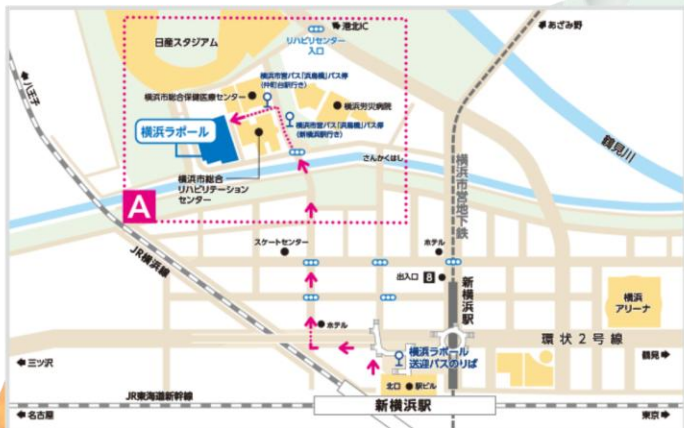 日産スタジアム
港北IC
リハビリセンター
入口
あざみ野
八王子
横浜市営バス「浜鳥橋」バス停
(仲町台駅行き)
横浜市総合保健医療センター
横浜労災病院
横浜市営バス「浜鳥橋」バス停
(新横浜駅行き)
横浜ラポール
鶴見川
さんかくはし
横浜市総合
リハビリテーション
センター
横浜市営地下鉄
A
スケートセンター
ホテル
JR横浜線
出入口 8
新横浜駅
横浜
アリーナ
ホテル
環状2号線
横浜ラポール
送迎バスのりば
三ツ沢
鶴見
北口
駅ビル
JR東海道新幹線
新横浜駅
名古屋
東京